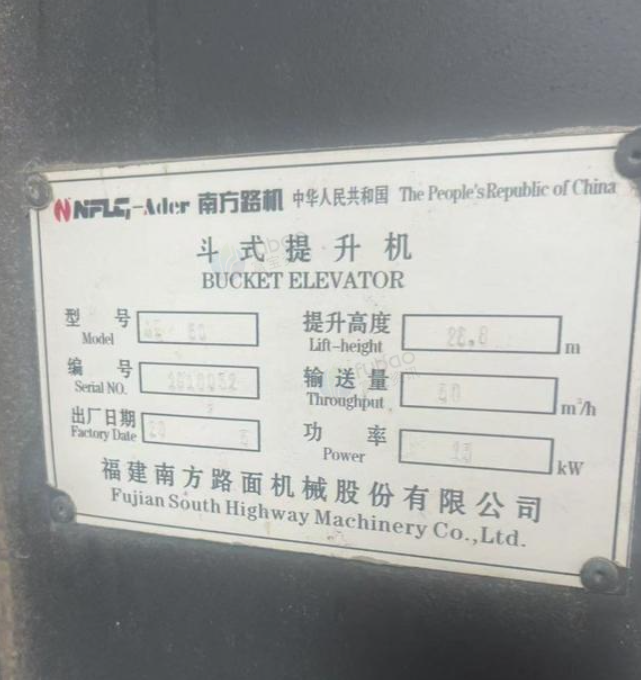 NFLG-Ader 南方路机 中华人民共和国 The People's Republic of China
斗式提升机
BUCKET ELEVATOR
型号
Model
提升高度
Lift-height
m
编号
Serial NO.
输送量
Throughput
m³/h
出厂日期
Factory Date
功率
Power
kW
福建南方路面机械股份有限公司
Fujian South Highway Machinery Co.,Ltd.